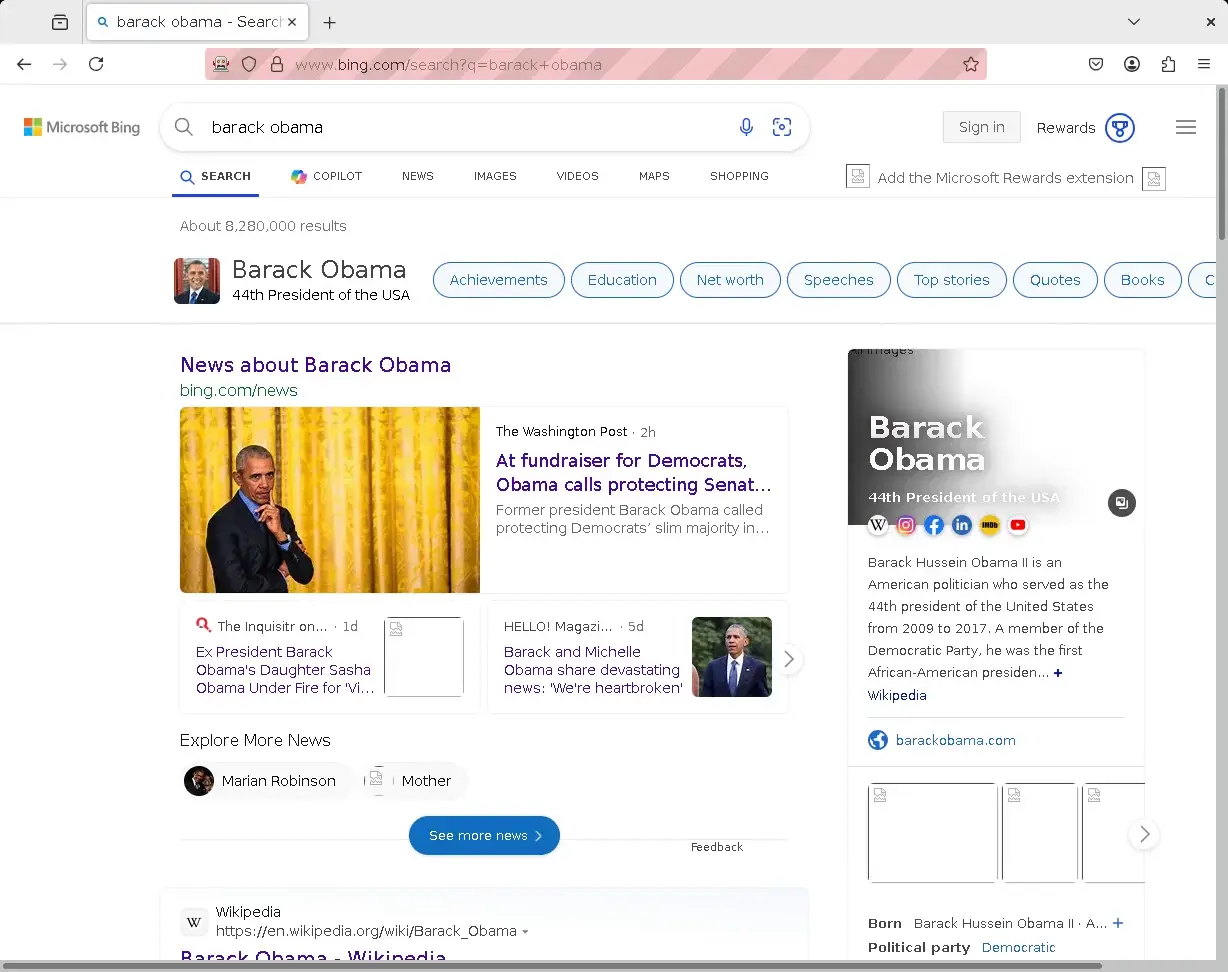 barack obama - Search
www.bing.com/search?q=barack+obama
Microsoft Bing
barack obama
Sign in
Rewards
SEARCH
COPILOT
NEWS
IMAGES
VIDEOS
MAPS
SHOPPING
Add the Microsoft Rewards extension
About 8,280,000 results
Barack Obama
44th President of the USA
Achievements
Education
Net worth
Speeches
Top stories
Quotes
Books
C
News about Barack Obama
bing.com/news
The Washington Post · 2h
At fundraiser for Democrats,
Obama calls protecting Senat...
Former president Barack Obama called
protecting Democrats’ slim majority in...
The Inquisitr on... · 1d
Ex President Barack
Obama's Daughter Sasha
Obama Under Fire for 'Vi...
HELLO! Magazi... · 5d
Barack and Michelle
Obama share devastating
news: 'We're heartbroken'
Explore More News
Marian Robinson
Mother
See more news
Feedback
W
Wikipedia
https://en.wikipedia.org/wiki/Barack_Obama
Barack Obama - Wikipedia
All images
Barack
Obama
44th President of the USA
W
in
IMDb
Barack Hussein Obama II is an
American politician who served as the
44th president of the United States
from 2009 to 2017. A member of the
Democratic Party, he was the first
African-American presiden... +
Wikipedia
barackobama.com
Born Barack Hussein Obama II · A... +
Political party Democratic